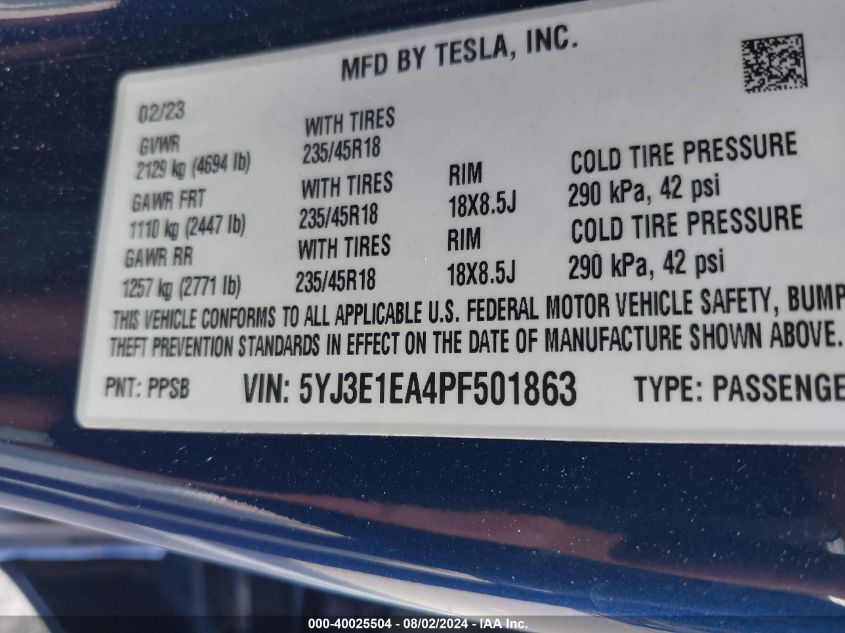 MFD BY TESLA, INC.
02/23
GVWR
2129 kg (4694 lb)
WITH TIRES
235/45R18
GAWR FRT
1110 kg (2447 lb)
WITH TIRES
235/45R18
RIM
18X8.5J
COLD TIRE PRESSURE
290 kPa, 42 psi
GAWR RR
1257 kg (2771 lb)
WITH TIRES
235/45R18
RIM
18X8.5J
COLD TIRE PRESSURE
290 kPa, 42 psi
THIS VEHICLE CONFORMS TO ALL APPLICABLE U.S. FEDERAL MOTOR VEHICLE SAFETY, BUMP
THEFT PREVENTION STANDARDS IN EFFECT ON THE DATE OF MANUFACTURE SHOWN ABOVE.
PNT: PPSB VIN: 5YJ3E1EA4PF501863 TYPE: PASSENGE
000-40025504 - 08/02/2024 - IAA Inc.